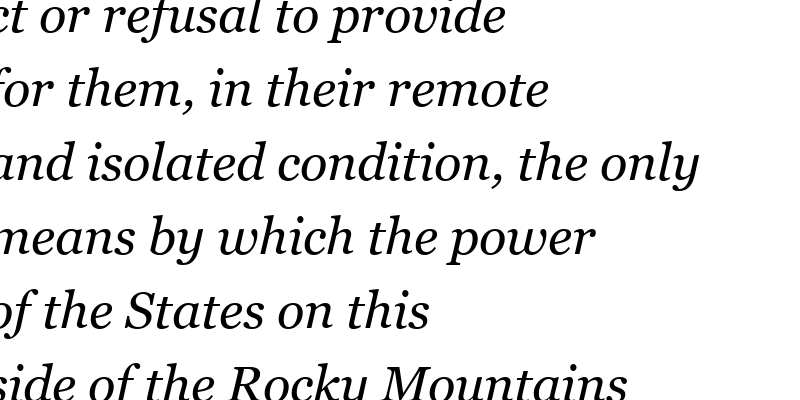 ct or refusal to provide
for them, in their remote
and isolated condition, the only
means by which the power
of the States on this
side of the Rocky Mountains